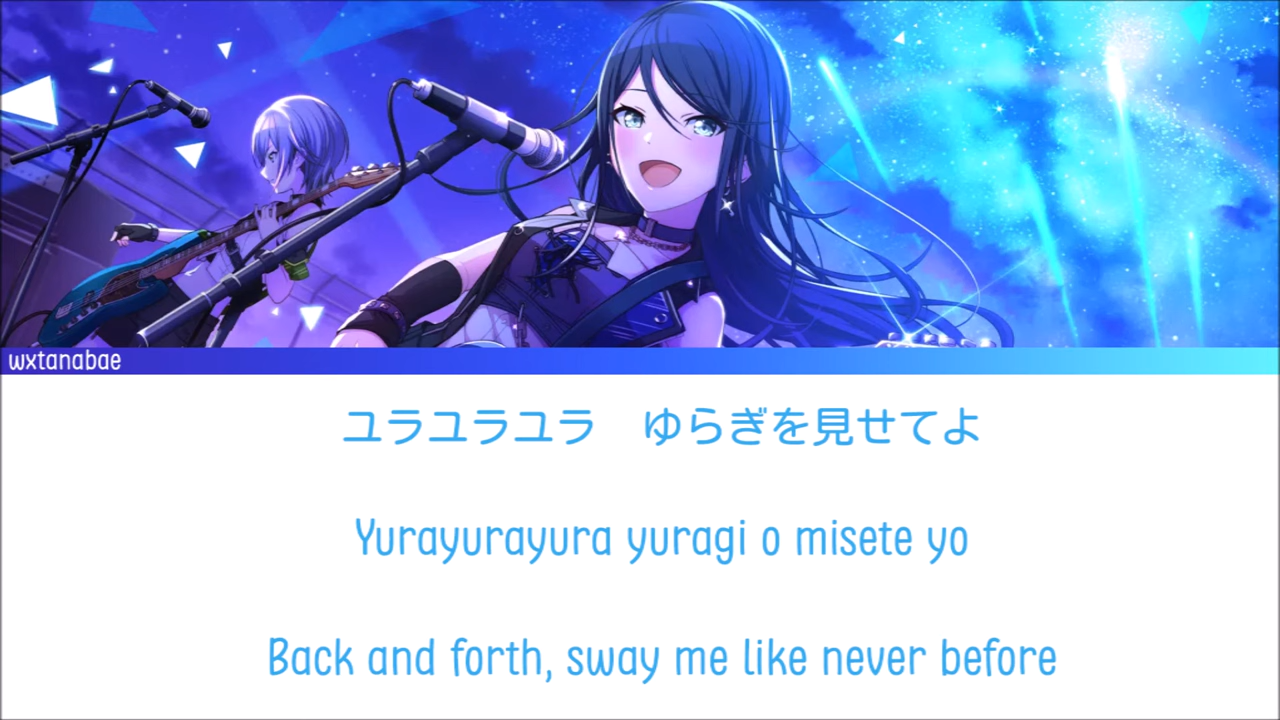 wxtanabae
ユラユラユラ　ゆらぎを見せてよ
Yurayurayura yuragi o misete yo
Back and forth, sway me like never before